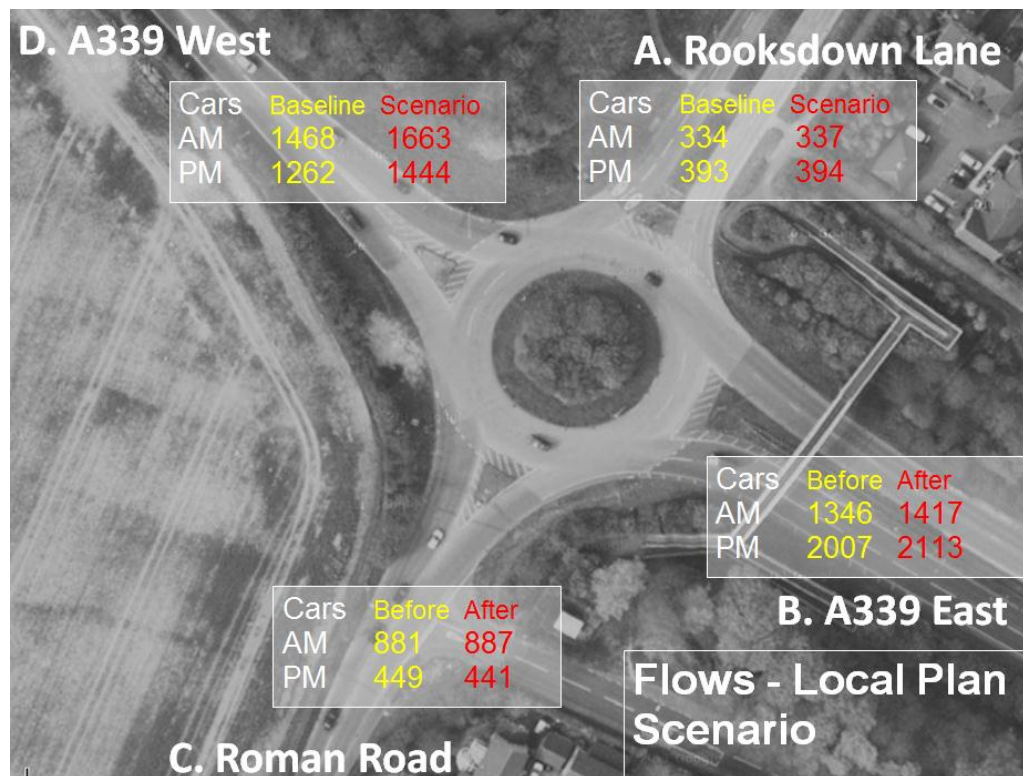 D. A339 West
Cars Baseline Scenario
AM 1468 1663
PM 1262 1444
A. Rooksdown Lane
Cars Baseline Scenario
AM 334 337
PM 393 394
Cars Before After
AM 1346 1417
PM 2007 2113
B. A339 East
Cars Before After
AM 881 887
PM 449 441
C. Roman Road
Flows - Local Plan
Scenario